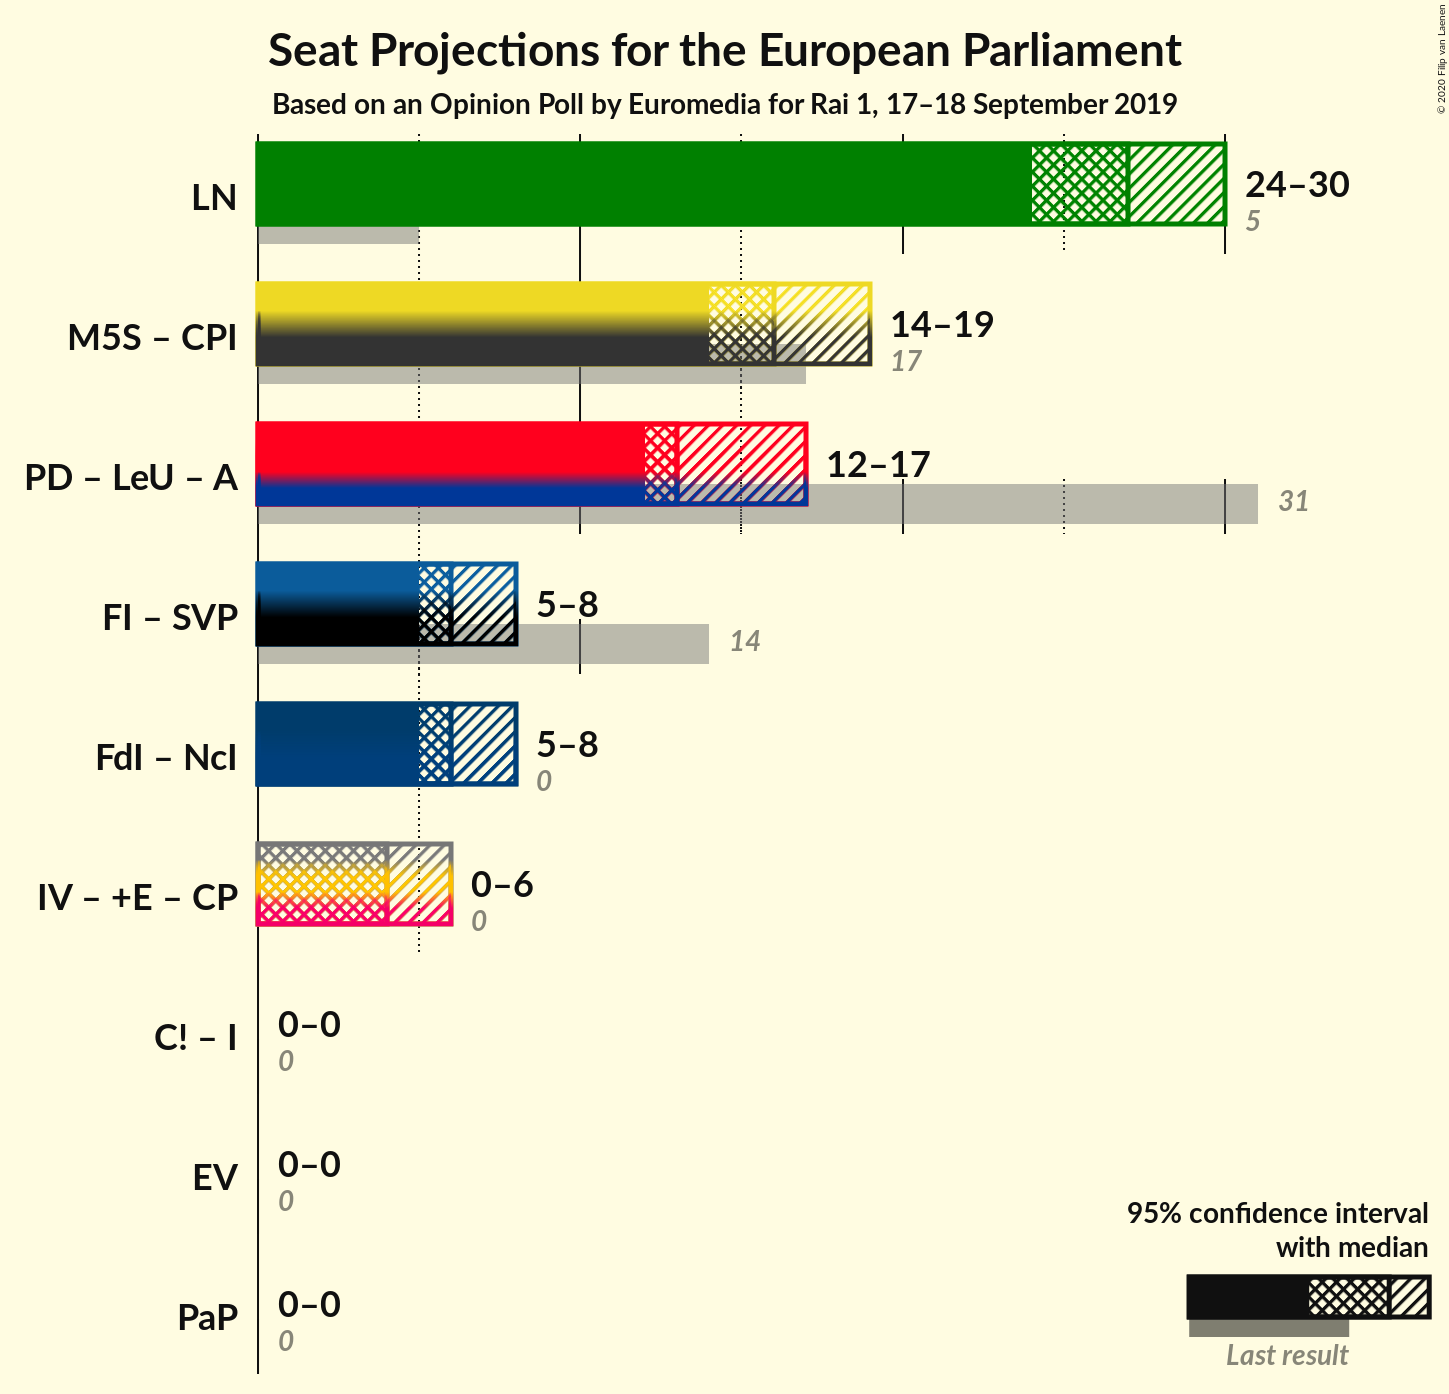 Seat Projections for the European Parliament
Based on an Opinion Poll by Euromedia for Rai 1, 17–18 September 2019
© 2020 Filip van Laenen
LN
24–30
5
M5S – CPI
14–19
17
PD – LeU – A
12–17
31
FI – SVP
5–8
14
FdI – NcI
5–8
0
IV – +E – CP
0–6
0
C! – I
0–0
0
EV
0–0
0
PaP
0–0
0
95% confidence interval
with median
Last result